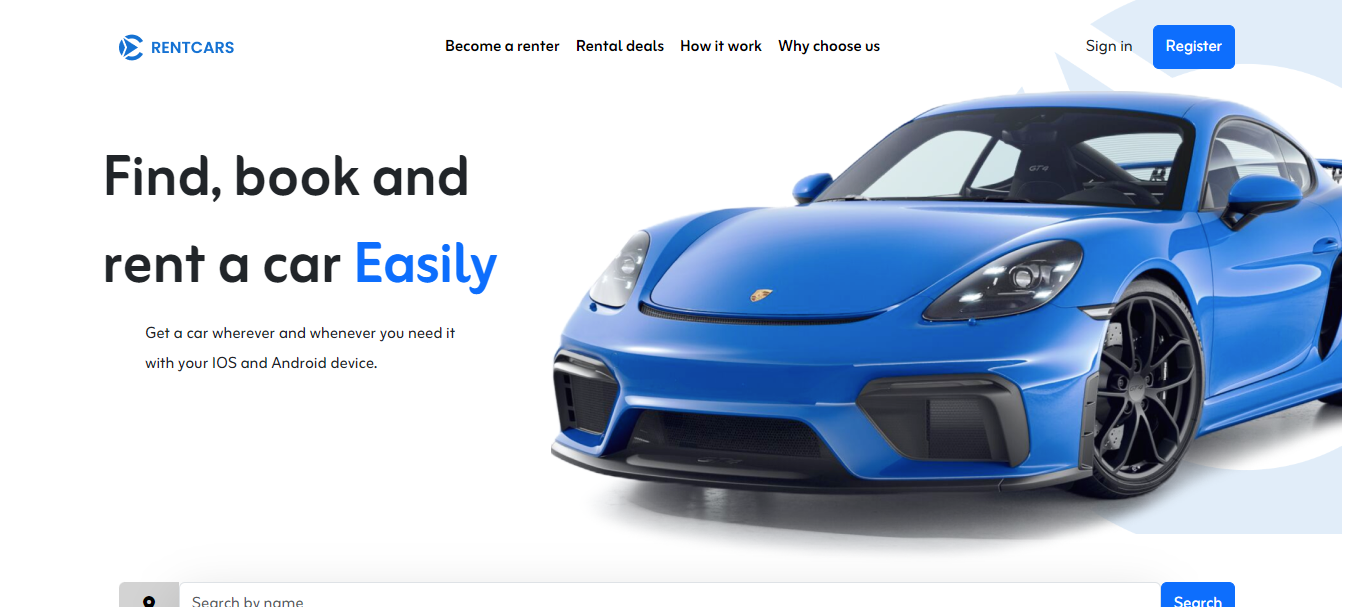 RENTCARS
Become a renter
Rental deals
How it work
Why choose us
Sign in
Register
Find, book and
rent a car Easily
Get a car wherever and whenever you need it
with your IOS and Android device.
GT4
Search by name
Search